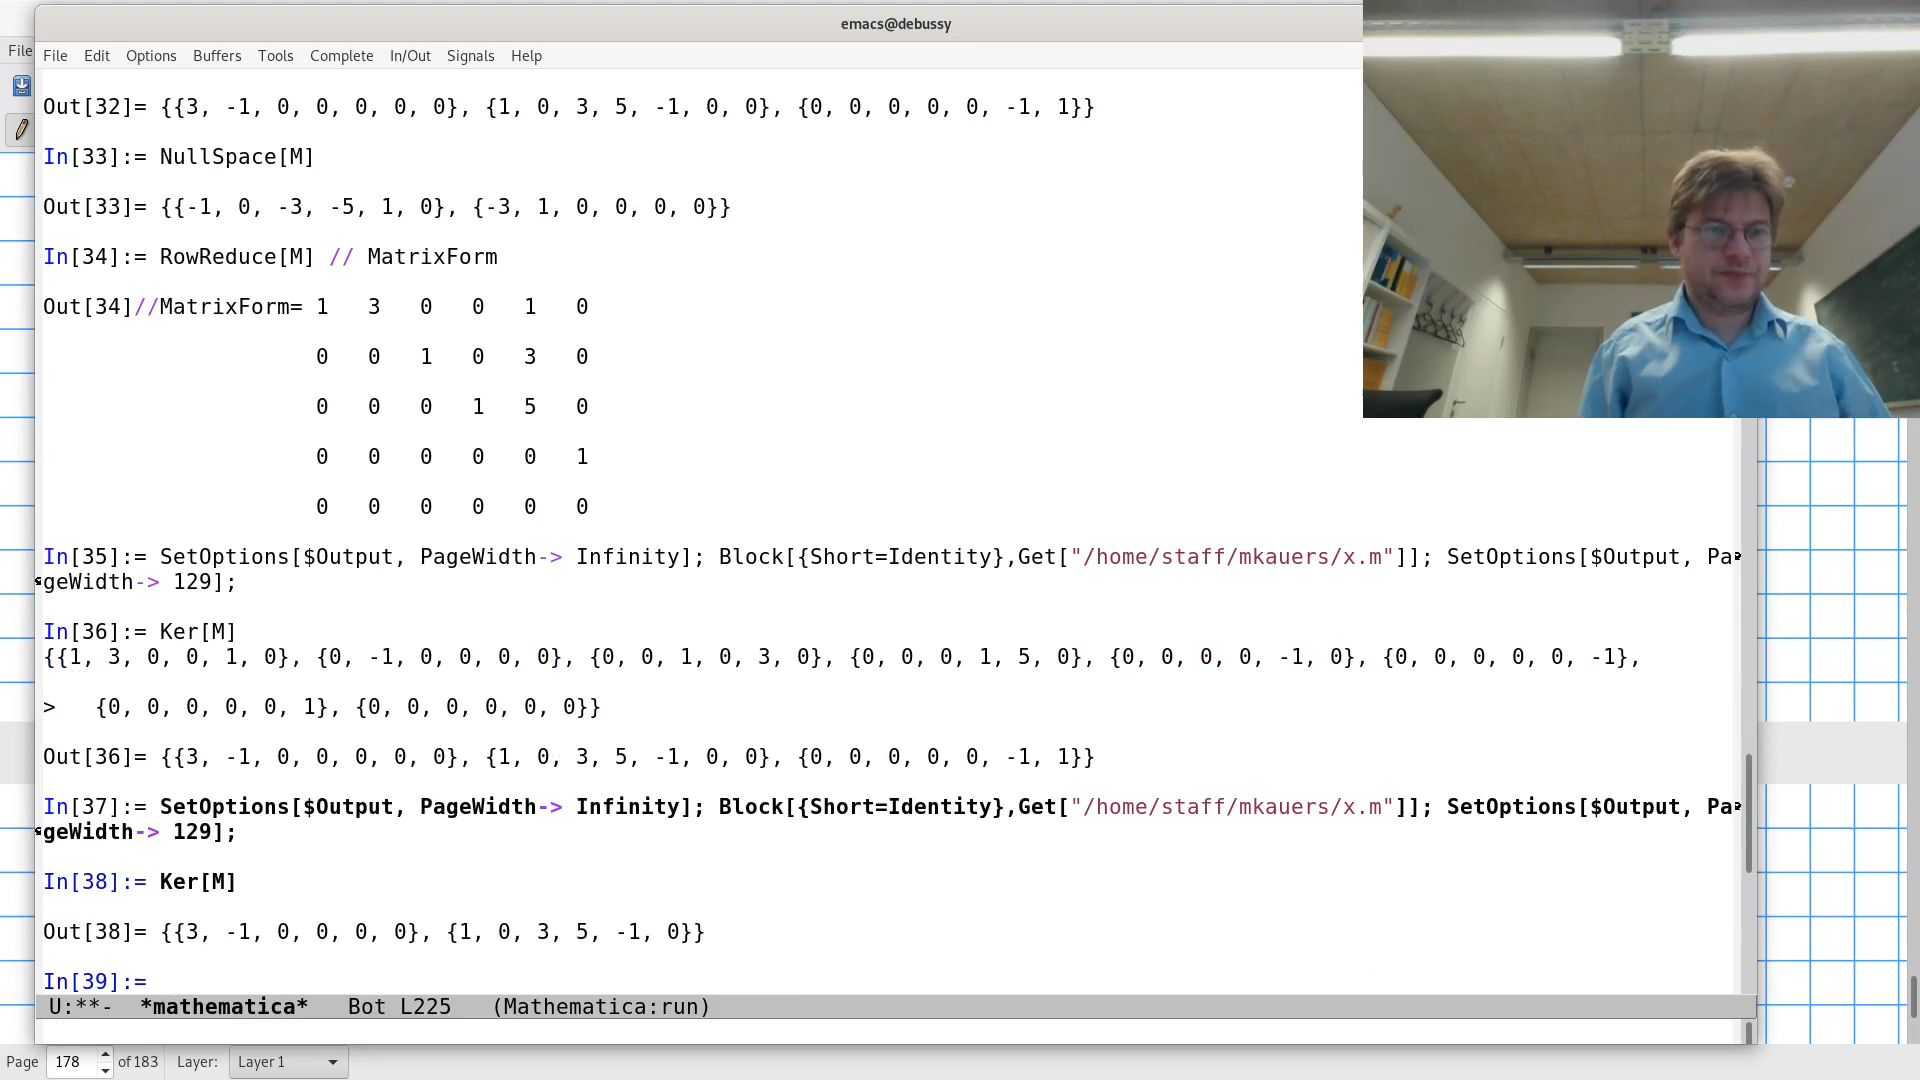 emacs@debussy
File
File Edit Options Buffers Tools Complete In/Out Signals Help
Out[32]= {{3, -1, 0, 0, 0, 0, 0}, {1, 0, 3, 5, -1, 0, 0}, {0, 0, 0, 0, 0, -1, 1}}
In[33]:= NullSpace[M]
Out[33]= {{-1, 0, -3, -5, 1, 0}, {-3, 1, 0, 0, 0, 0}}
In[34]:= RowReduce[M] // MatrixForm
Out[34]//MatrixForm= 1 3 0 0 1 0
0 0 1 0 3 0
0 0 0 1 5 0
0 0 0 0 0 1
0 0 0 0 0 0
In[35]:= SetOptions[$Output, PageWidth-> Infinity]; Block[{Short=Identity},Get["/home/staff/mkauers/x.m"]]; SetOptions[$Output, Pa
geWidth-> 129];
In[36]:= Ker[M]
{{1, 3, 0, 0, 1, 0}, {0, -1, 0, 0, 0, 0}, {0, 0, 1, 0, 3, 0}, {0, 0, 0, 1, 5, 0}, {0, 0, 0, 0, -1, 0}, {0, 0, 0, 0, 0, -1},
> {0, 0, 0, 0, 0, 1}, {0, 0, 0, 0, 0, 0}}
Out[36]= {{3, -1, 0, 0, 0, 0, 0}, {1, 0, 3, 5, -1, 0, 0}, {0, 0, 0, 0, 0, -1, 1}}
In[37]:= SetOptions[$Output, PageWidth-> Infinity]; Block[{Short=Identity},Get["/home/staff/mkauers/x.m"]]; SetOptions[$Output, Pa
geWidth-> 129];
In[38]:= Ker[M]
Out[38]= {{3, -1, 0, 0, 0, 0}, {1, 0, 3, 5, -1, 0}}
In[39]:=
U:**- *mathematica* Bot L225 (Mathematica:run)
Page 178 of 183 Layer: Layer 1